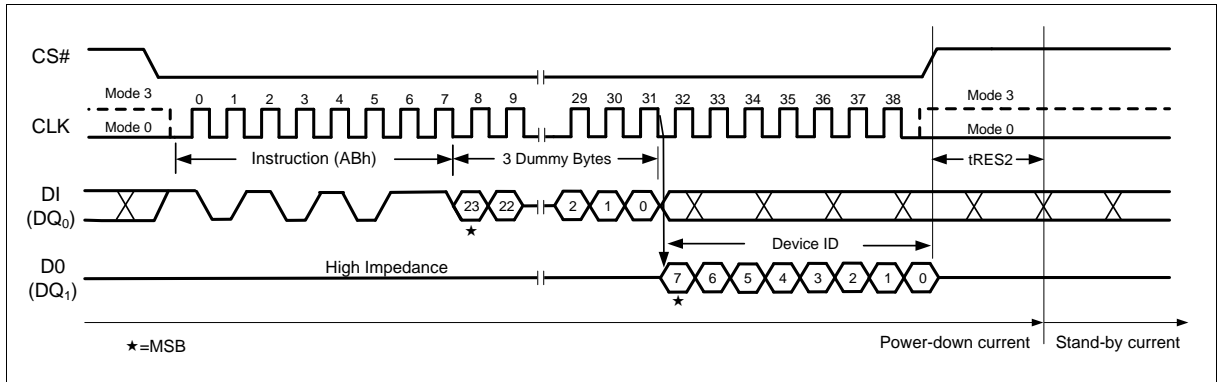 CS#
Mode 3
0 1 2 3 4 5 6 7 8 9 29 30 31 32 33 34 35 36 37 38
Mode 3
CLK
Mode 0
Mode 0
Instruction (ABh)
3 Dummy Bytes
tRES2
DI
(DQ0)
23 22 2 1 0
★
Device ID
High Impedance
D0
(DQ1)
7 6 5 4 3 2 1 0
★
★=MSB
Power-down current
Stand-by current